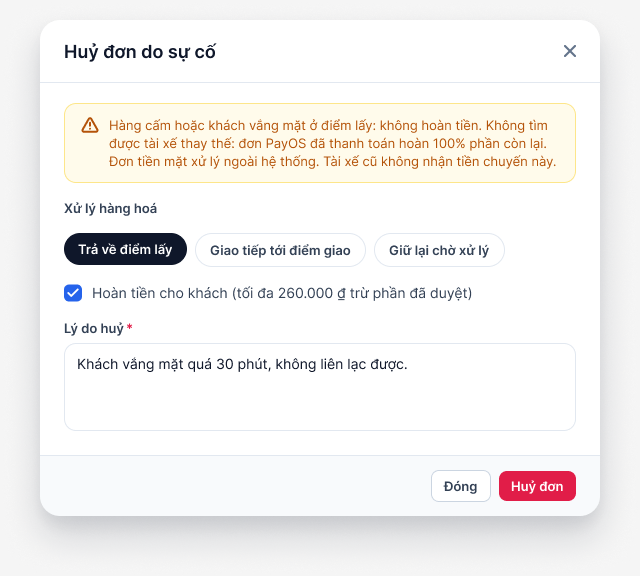 Huỷ đơn do sự cố
Hàng cấm hoặc khách vắng mặt ở điểm lấy: không hoàn tiền. Không tìm
được tài xế thay thế: đơn PayOS đã thanh toán hoàn 100% phần còn lại.
Đơn tiền mặt xử lý ngoài hệ thống. Tài xế cũ không nhận tiền chuyến này.
Xử lý hàng hoá
Trả về điểm lấy
Giao tiếp tới điểm giao
Giữ lại chờ xử lý
Hoàn tiền cho khách (tối đa 260.000 ₫ trừ phần đã duyệt)
Lý do huỷ *
Khách vắng mặt quá 30 phút, không liên lạc được.
Đóng
Huỷ đơn